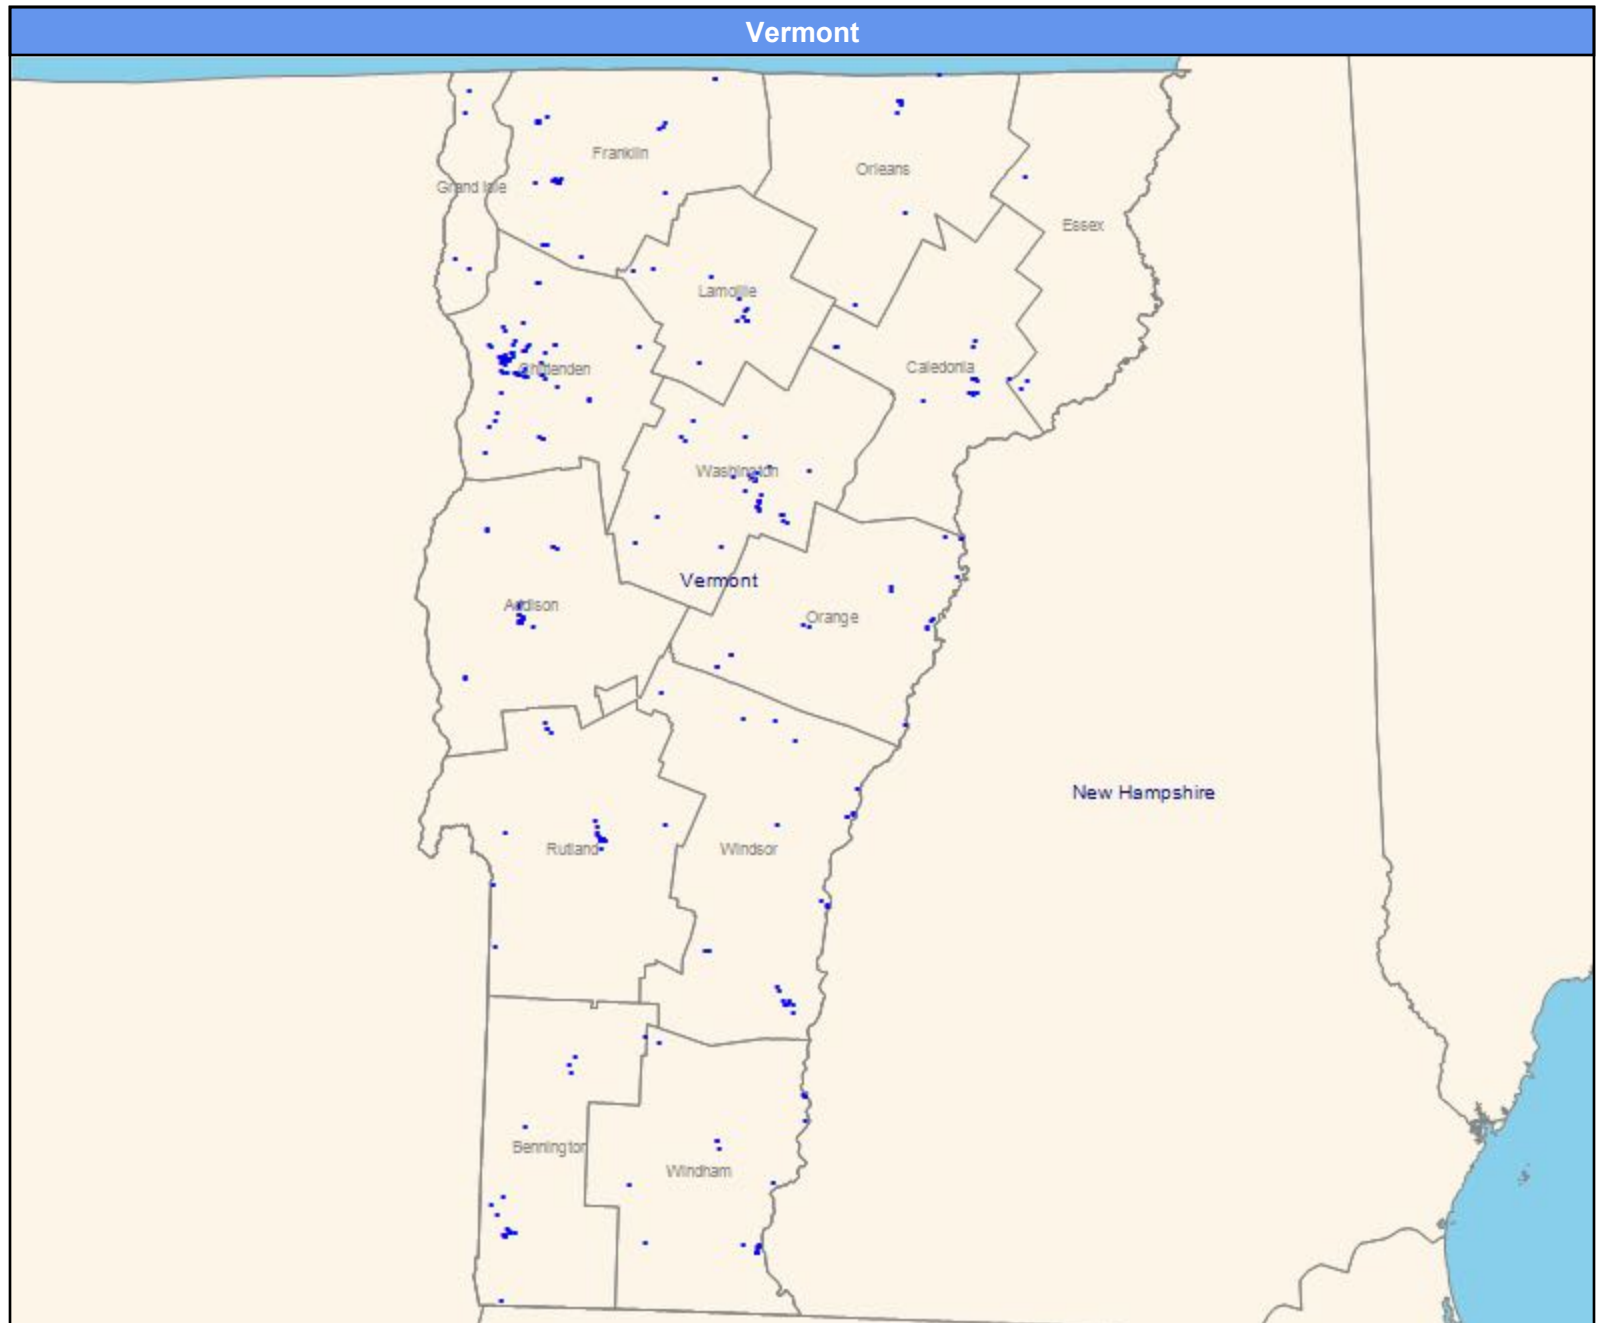 Vermont
Franklin
Orleans
Grand Isle
Essex
Lamoille
Chittenden
Caledonia
Washington
Vermont
Addison
Orange
New Hampshire
Rutland
Windsor
Bennington
Windham